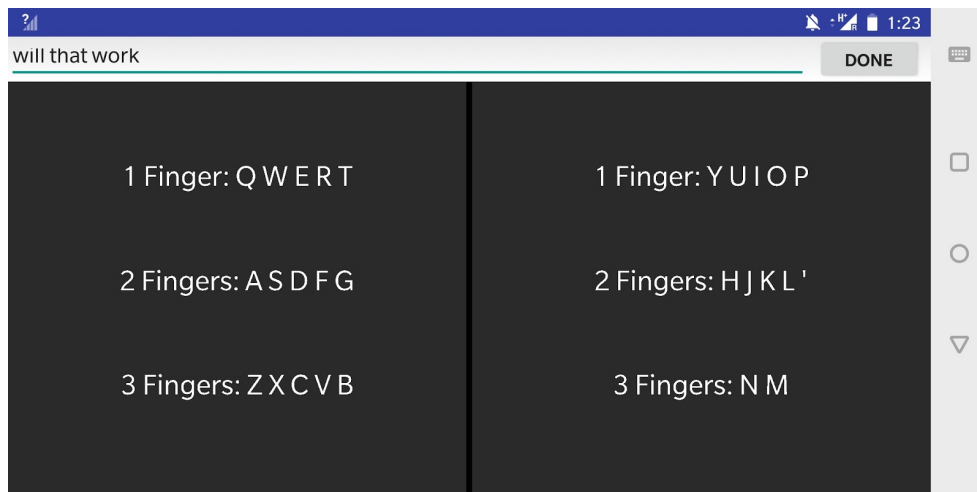 ? H+ R 1:23
will that work
DONE
1 Finger: Q W E R T
2 Fingers: A S D F G
3 Fingers: Z X C V B
1 Finger: Y U I O P
2 Fingers: H J K L '
3 Fingers: N M